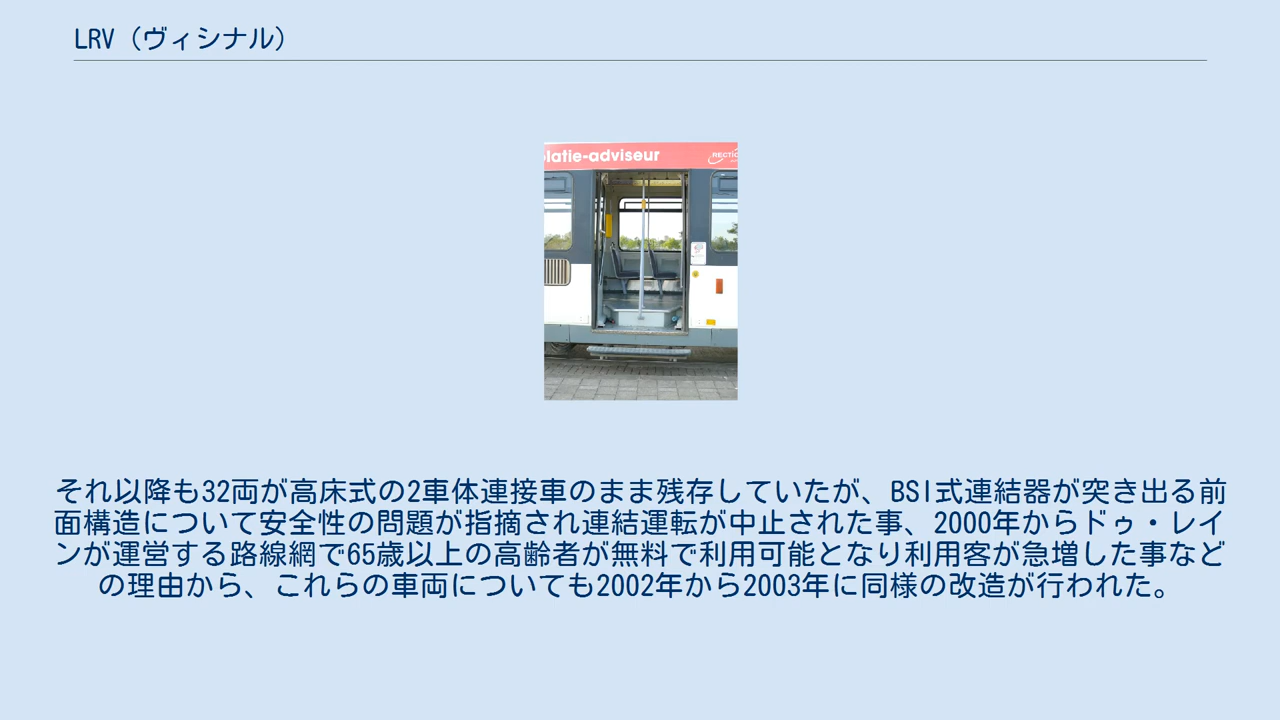 LRV（ヴィシナル）
latie-adviseur
RECTIC
それ以降も32両が高床式の2車体連接車のまま残存していたが、BSI式連結器が突き出る前
面構造について安全性の問題が指摘され連結運転が中止された事、2000年からドゥ・レイ
ンが運営する路線網で65歳以上の高齢者が無料で利用可能となり利用客が急増した事など
の理由から、これらの車両についても2002年から2003年に同様の改造が行われた。